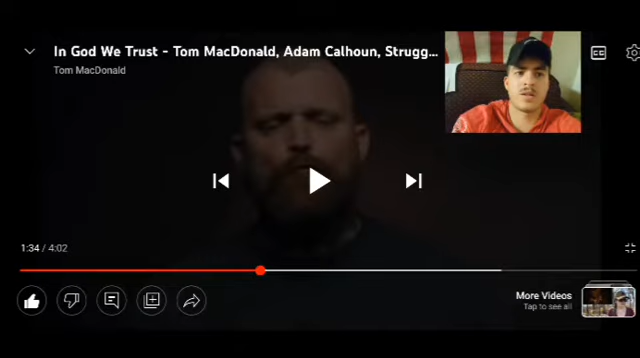 In God We Trust - Tom MacDonald, Adam Calhoun, Strugg...
Tom MacDonald
CC
1:34 / 4:02
More Videos
Tap to see all